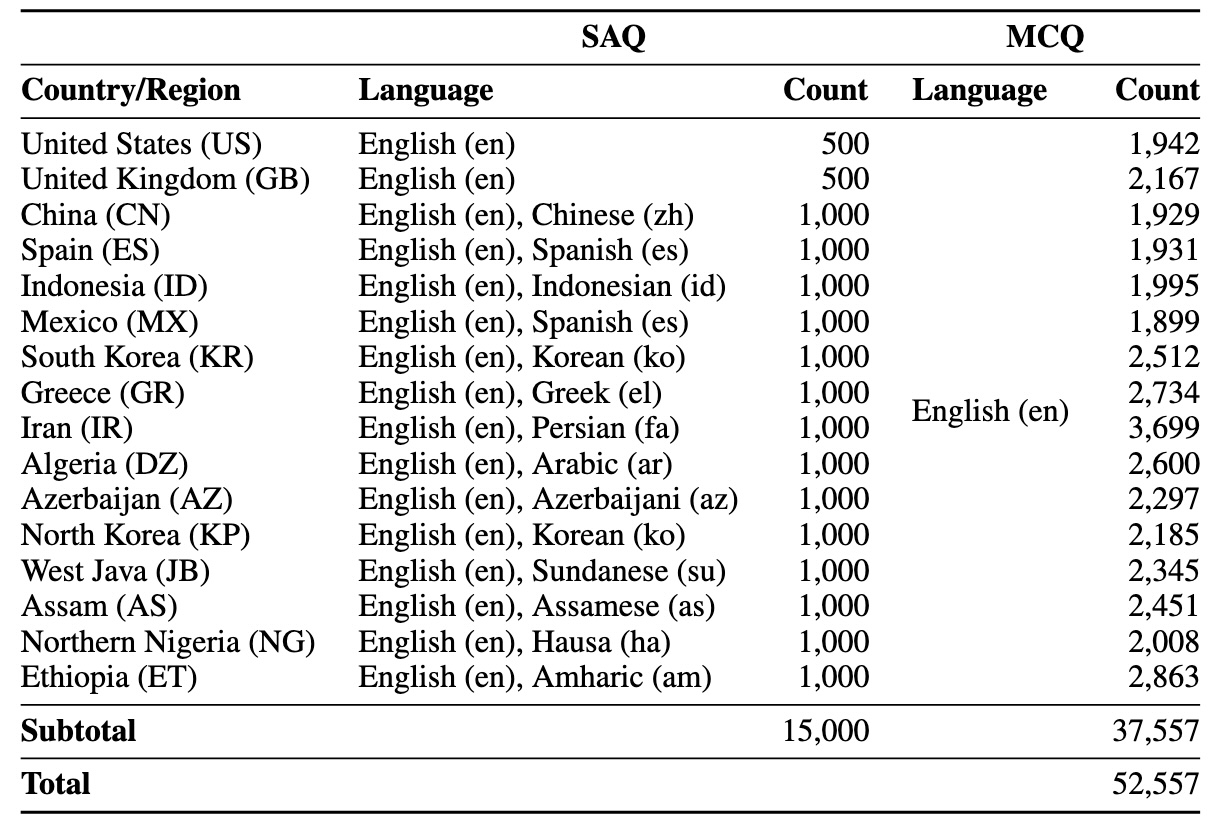 SAQ MCQ
Country/Region Language Count Language Count
United States (US) English (en) 500 1,942
United Kingdom (GB) English (en) 500 2,167
China (CN) English (en), Chinese (zh) 1,000 1,929
Spain (ES) English (en), Spanish (es) 1,000 1,931
Indonesia (ID) English (en), Indonesian (id) 1,000 1,995
Mexico (MX) English (en), Spanish (es) 1,000 1,899
South Korea (KR) English (en), Korean (ko) 1,000 2,512
Greece (GR) English (en), Greek (el) 1,000 2,734
English (en)
Iran (IR) English (en), Persian (fa) 1,000 3,699
Algeria (DZ) English (en), Arabic (ar) 1,000 2,600
Azerbaijan (AZ) English (en), Azerbaijani (az) 1,000 2,297
North Korea (KP) English (en), Korean (ko) 1,000 2,185
West Java (JB) English (en), Sundanese (su) 1,000 2,345
Assam (AS) English (en), Assamese (as) 1,000 2,451
Northern Nigeria (NG) English (en), Hausa (ha) 1,000 2,008
Ethiopia (ET) English (en), Amharic (am) 1,000 2,863
Subtotal 15,000 37,557
Total 52,557